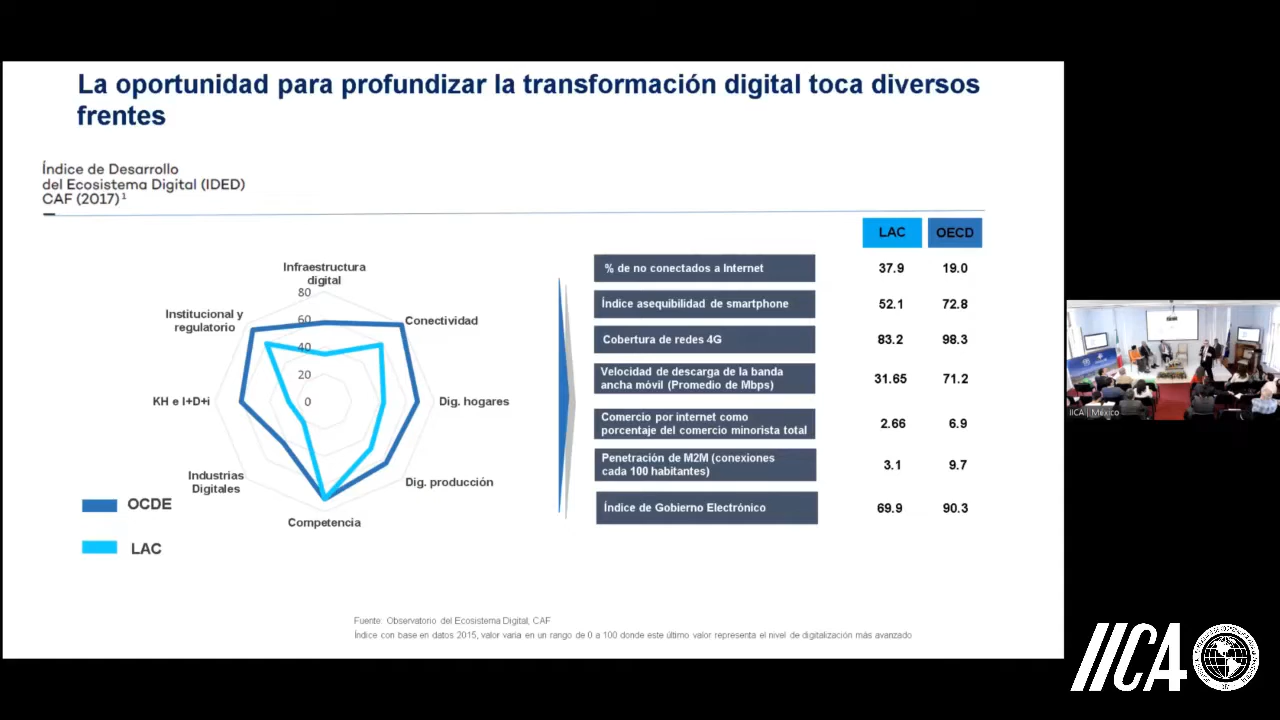 La oportunidad para profundizar la transformación digital toca diversos
frentes
Índice de Desarrollo
del Ecosistema Digital (IDED)
CAF (2017)¹
LAC
OECD
% de no conectados a Internet
37.9
19.0
Índice asequibilidad de smartphone
52.1
72.8
Cobertura de redes 4G
83.2
98.3
Velocidad de descarga de la banda
ancha móvil (Promedio de Mbps)
31.65
71.2
Comercio por internet como
porcentaje del comercio minorista total
2.66
6.9
Penetración de M2M (conexiones
cada 100 habitantes)
3.1
9.7
Índice de Gobierno Electrónico
69.9
90.3
Infraestructura
digital
80
60
40
20
0
Institucional y
regulatorio
Conectividad
KH e I+D+i
Dig. hogares
Industrias
Digitales
Dig. producción
Competencia
OCDE
LAC
Fuente: Observatorio del Ecosistema Digital, CAF
Índice con base en datos 2015, valor varia en un rango de 0 a 100 donde este último valor representa el nivel de digitalización más avanzado
IICA | México
IICA